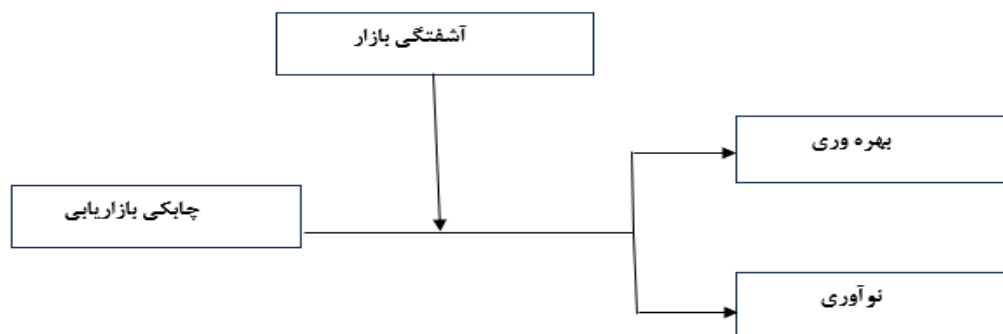 آشفتگی بازار
بهره وری
چابکی بازاریابی
نوآوری